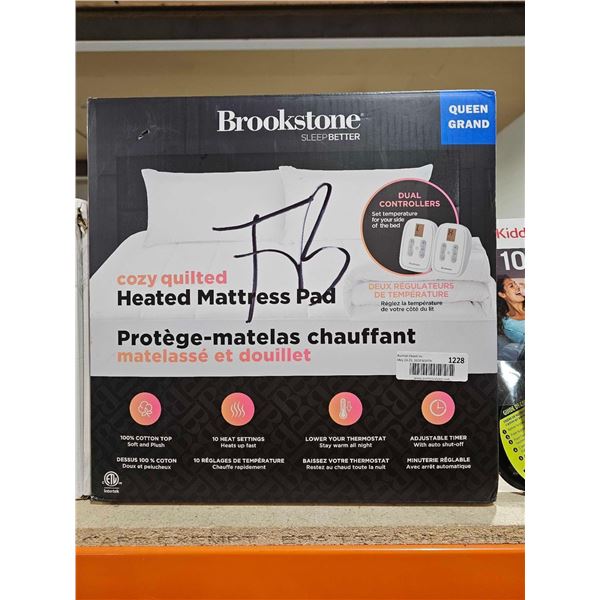 Brookstone
SLEEPBETTER
QUEEN
GRAND
DUAL
CONTROLLERS
Set temperature
for your side
of the bed
FB
cozy quilted
Heated Mattress Pad
DEUX RÉGULATEURS
DE TEMPÉRATURE
Réglez la température
de votre côté du lit
Protège-matelas chauffant
matelassé et douillet
1228
100% COTTON TOP
Soft and Plush
DESSUS 100 % COTON
Doux et pelucheux
10 HEAT SETTINGS
Heats up fast
10 RÉGLAGES DE TEMPÉRATURE
Chauffe rapidement
LOWER YOUR THERMOSTAT
Stay warm all night
BAISSEZ VOTRE THERMOSTAT
Restez au chaud toute la nuit
ADJUSTABLE TIMER
With auto shut-off
MINUTERIE RÉGLABLE
Avec arrêt automatique
ETL
Intertek
Kidd
10